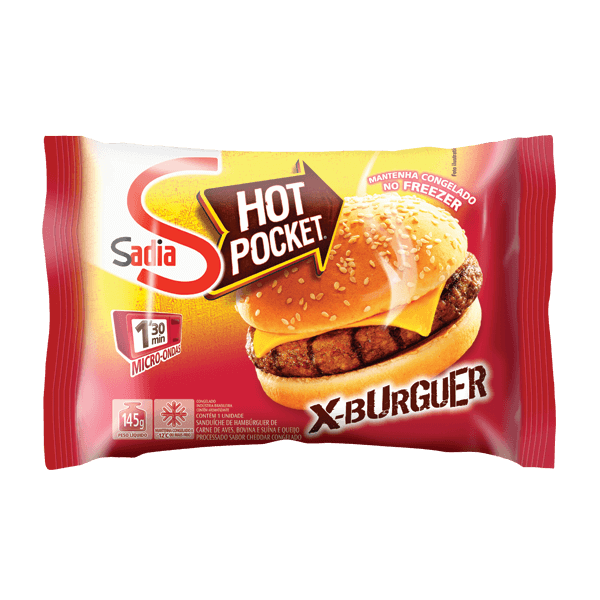 S
Sadia
HOT
POCKET
MANTENHA CONGELADO
NO FREEZER
1'30
min
MICRO-ONDAS
X-BURGUER
145g
PESO LÍQUIDO
CONTÉM 1 UNIDADE
SANDUÍCHE DE HAMBÚRGUER DE
CARNE DE AVES, BOVINA E SUÍNA E QUEIJO
PROCESSADO SABOR CHEDDAR CONGELADO